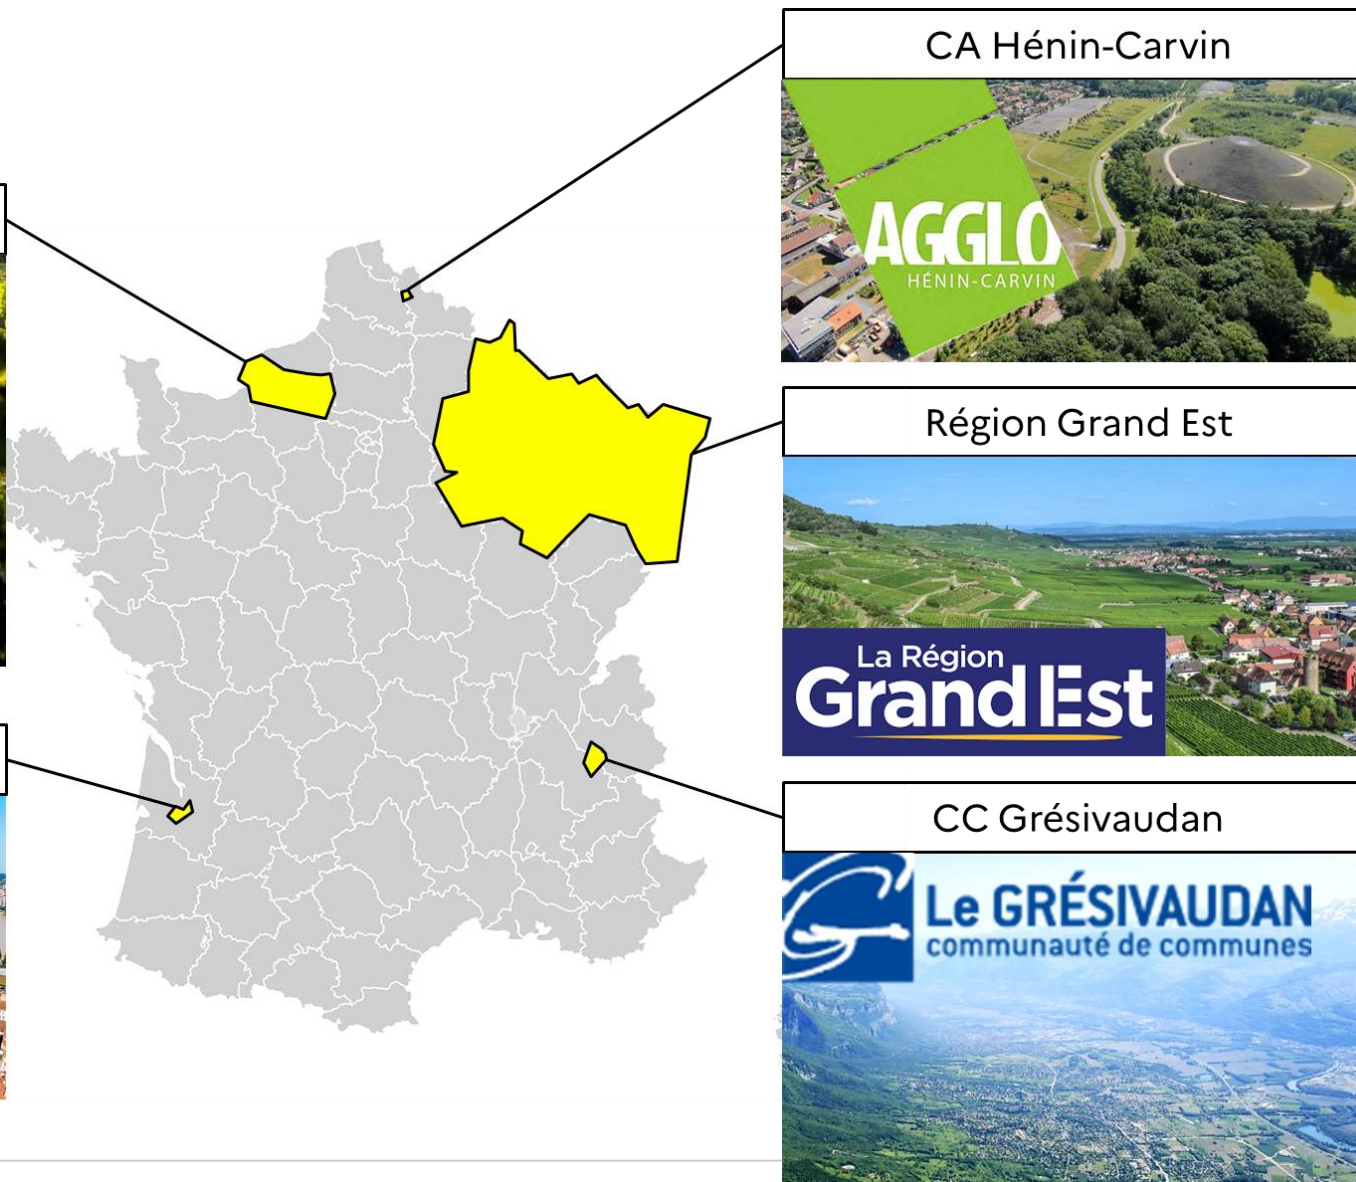 CA Hénin-Carvin
AGGLO
HÉNIN-CARVIN
Région Grand Est
La Région
Grand Est
CC Grésivaudan
Le GRÉSIVAUDAN
communauté de communes